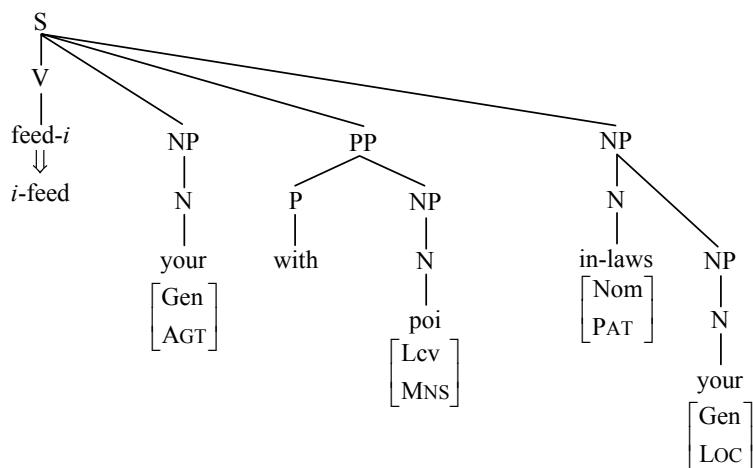 S
V
feed-i NP PP NP
⇓
i-feed N P NP N
your with N in-laws NP
[Gen [Nom
AGT] poi PAT] N
[Lcv
MNS] your
[Gen
LOC]